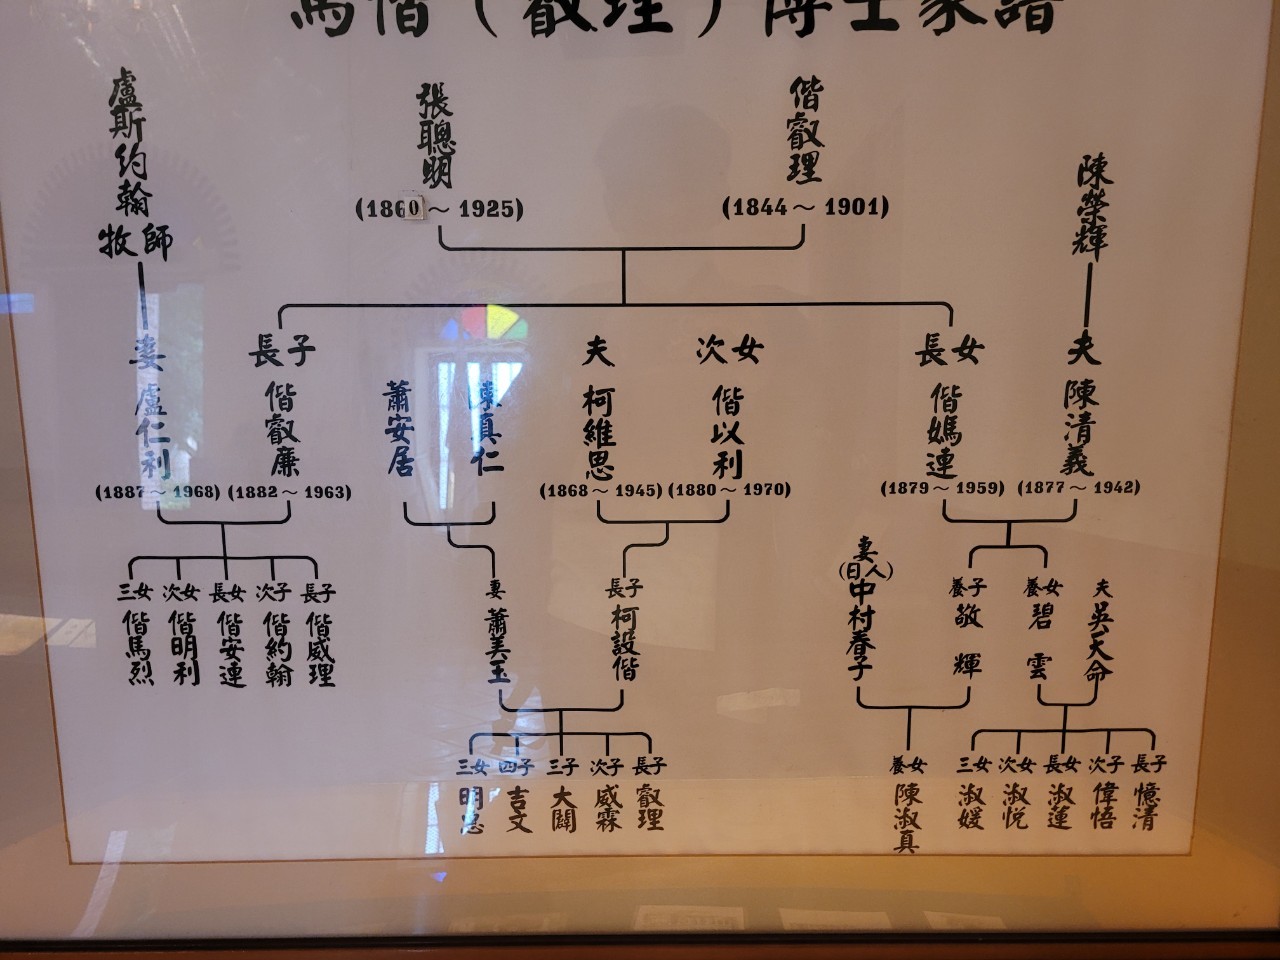 馬偕（叡理）博士家譜
偕叡理
(1844～1901)
張聰明
(1860～1925)
陳榮輝
盧斯約翰
牧師
夫
陳清義
(1877～1942)
長女
偕媽連
(1879～1959)
次女
偕以利
(1880～1970)
夫
柯維思
(1868～1945)
陳真仁
蕭安居
長子
偕叡廉
(1882～1963)
妻
盧仁利
(1887～1968)
夫
吳天命
養女
碧雲
養子
敬輝
妻
(日人)
中村春子
長子
柯設偕
妻
蕭美玉
長子
偕威理
次子
偕約翰
長女
偕安連
次女
偕明利
三女
偕馬烈
長子
憶清
次子
偉悟
長女
淑蓮
次女
淑悅
三女
淑媛
養女
陳淑真
長子
叡理
次子
威霖
三子
大闢
四子
吉文
三女
明惠